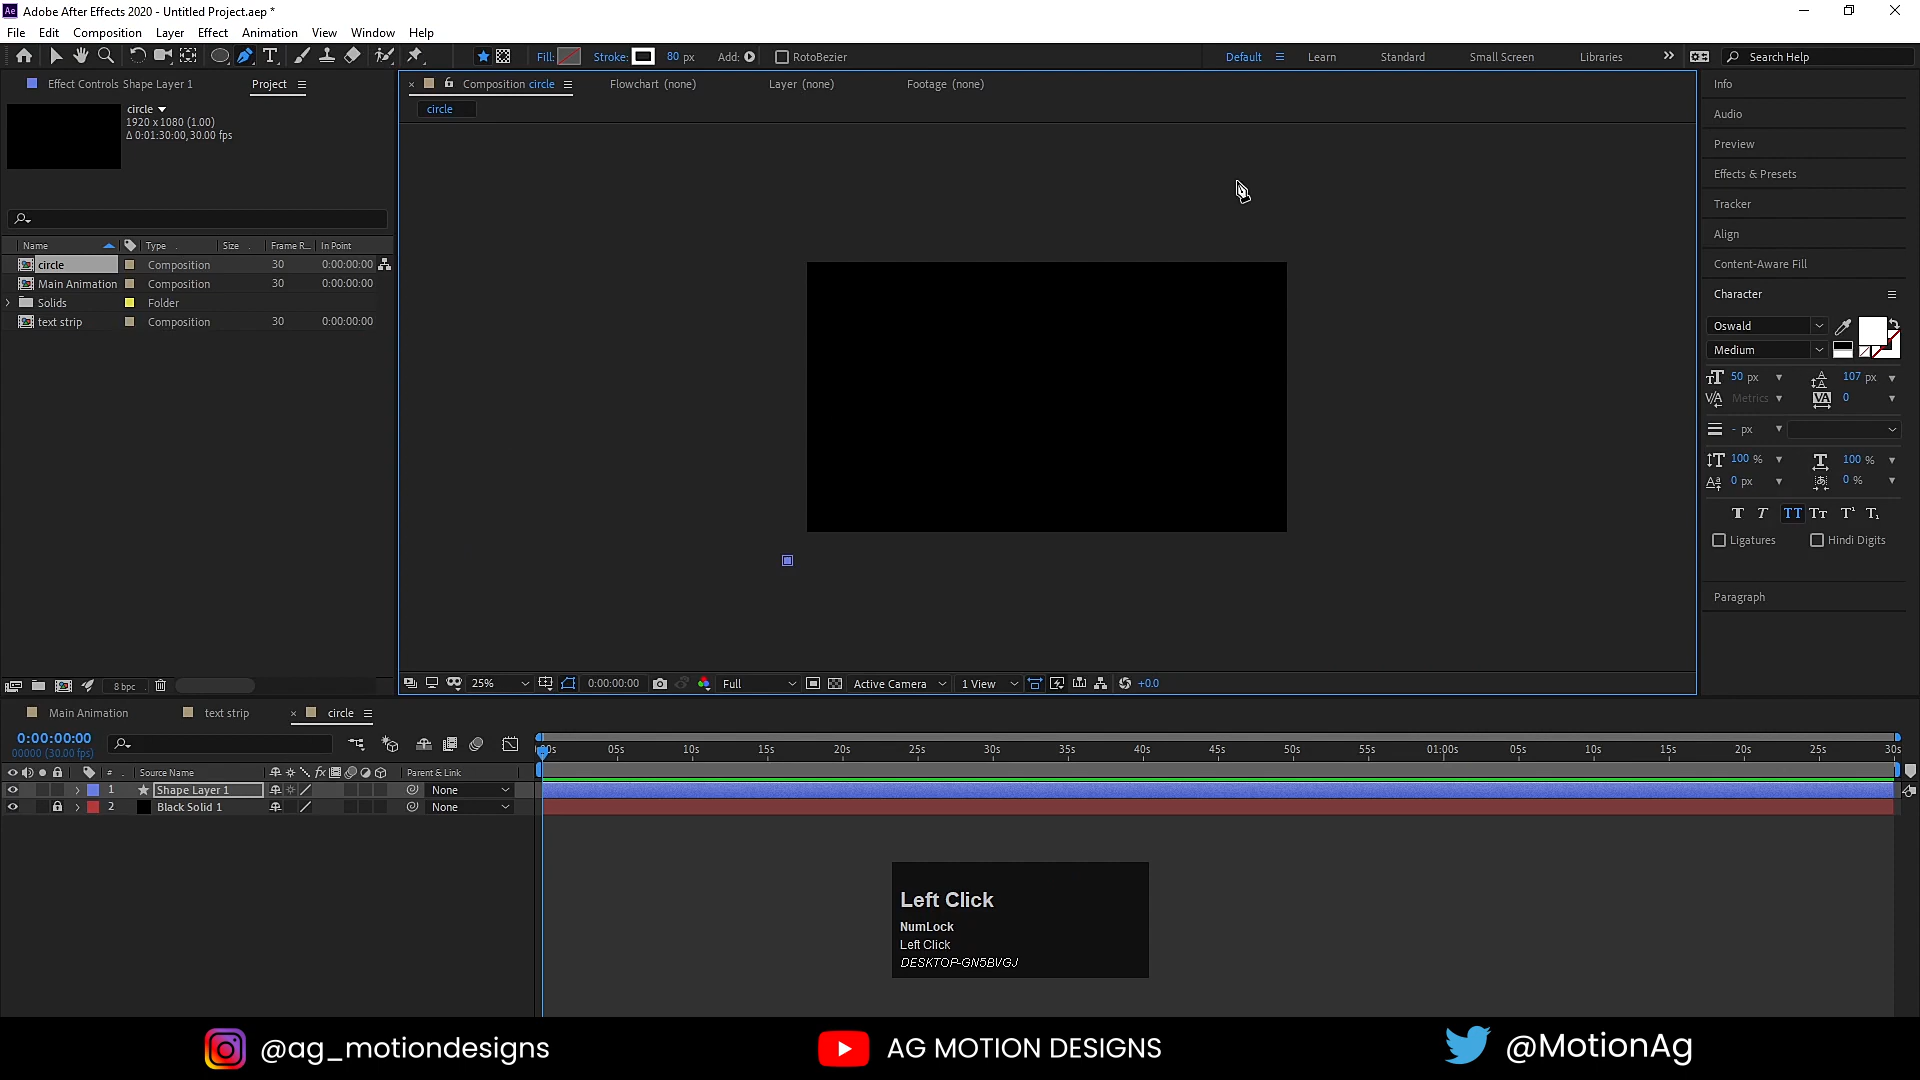 Adobe After Effects 2020 - Untitled Project.aep *
File Edit Composition Layer Effect Animation View Window Help
Fill: Stroke: 80 px Add: RotoBezier Default Learn Standard Small Screen Libraries Search Help
Effect Controls Shape Layer 1 Project
Composition circle Flowchart (none) Layer (none) Footage (none)
circle
circle
1920 x 1080 (1.00)
Δ 0:01:30:00, 30.00 fps
Name Type Size Frame R... In Point
circle Composition 30 0:00:00:00
Main Animation Composition 30 0:00:00:00
Solids Folder
text strip Composition 30 0:00:00:00
8 bpc
25% 0:00:00:00 Full Active Camera 1 View +0.0
Info
Audio
Preview
Effects & Presets
Tracker
Align
Content-Aware Fill
Character
Oswald
Medium
50 px 107 px
Metrics 0
- px
100 % 100 %
0 px 0 %
T T TT Tт T¹ T₁
Ligatures Hindi Digits
Paragraph
Main Animation text strip circle
0:00:00:00
00000 (30.00 fps)
00s 05s 10s 15s 20s 25s 30s 35s 40s 45s 50s 55s 01:00s 05s 10s 15s 20s 25s 30s
# Source Name Parent & Link
1 Shape Layer 1 None
2 Black Solid 1 None
Left Click
NumLock
Left Click
DESKTOP-GN5BVGJ
@ag_motiondesigns AG MOTION DESIGNS @MotionAg